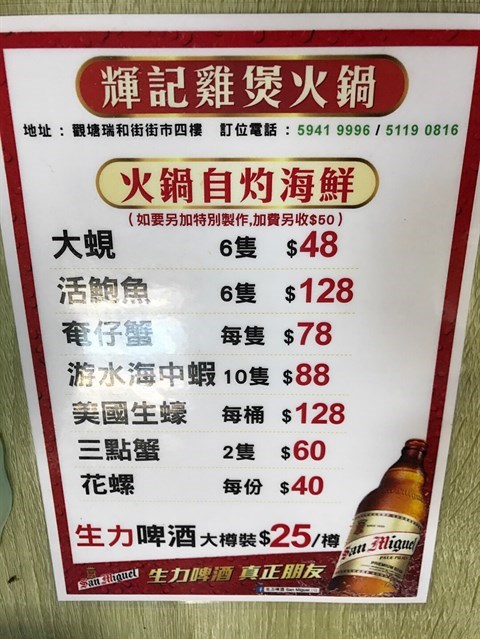 輝記雞煲火鍋
地址：觀塘瑞和街街市四樓 訂位電話：5941 9996 / 5119 0816
火鍋自灼海鮮
(如要另加特別製作,加費另收$50)
大蜆 6隻 $48
活鮑魚 6隻 $128
奄仔蟹 每隻 $78
游水海中蝦 10隻 $88
美國生蠔 每桶 $128
三點蟹 2隻 $60
花螺 每份 $40
生力啤酒 大樽裝$25/樽
San Miguel
San Miguel 生力啤酒 真正朋友